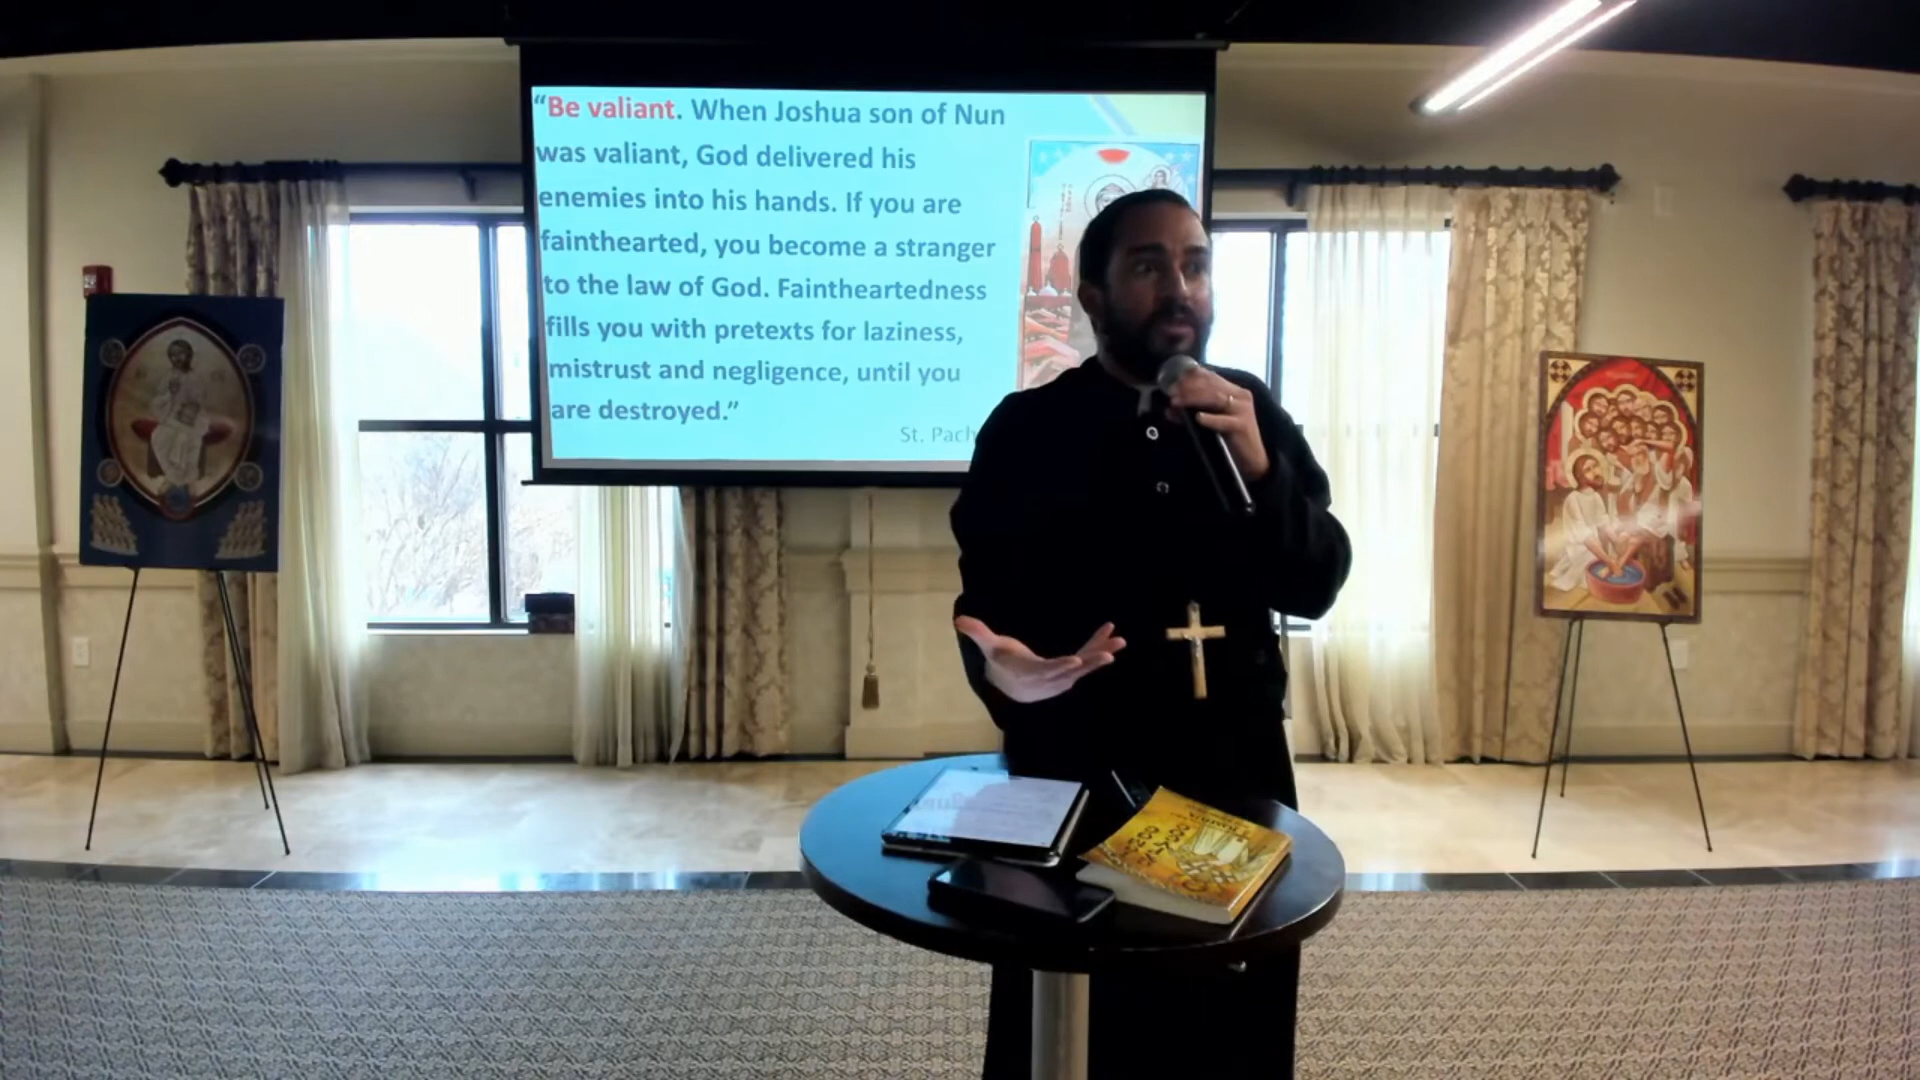 “Be valiant. When Joshua son of Nun
was valiant, God delivered his
enemies into his hands. If you are
fainthearted, you become a stranger
to the law of God. Faintheartedness
fills you with pretexts for laziness,
mistrust and negligence, until you
are destroyed.”
St. Pach